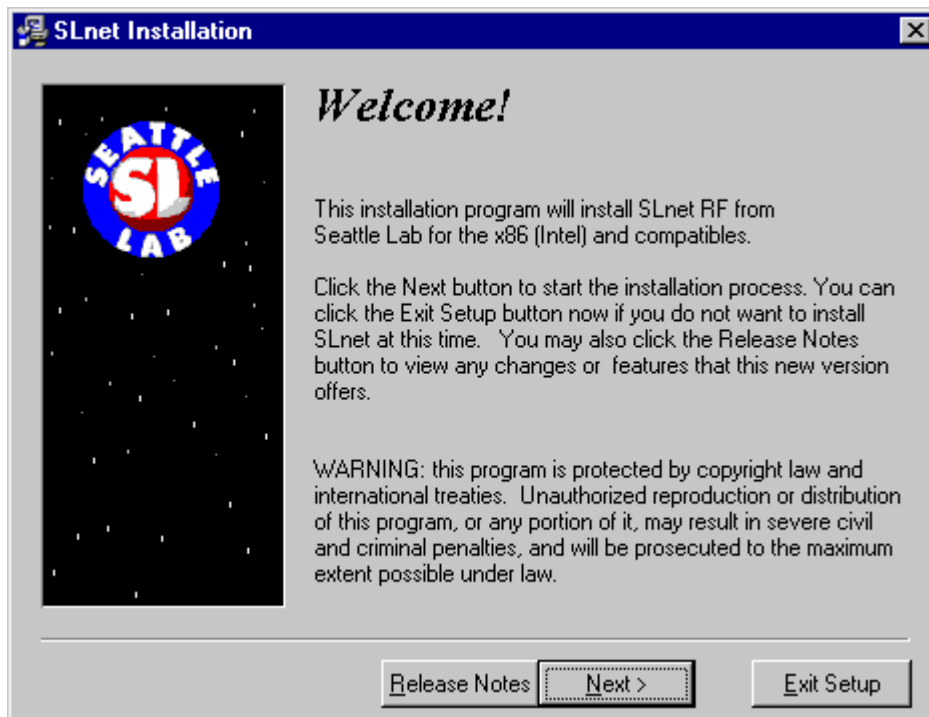 SLnet Installation
SEATTLE
SL
LAB
Welcome!
This installation program will install SLnet RF from
Seattle Lab for the x86 (Intel) and compatibles.
Click the Next button to start the installation process. You can
click the Exit Setup button now if you do not want to install
SLnet at this time.   You may also click the Release Notes
button to view any changes or  features that this new version
offers.
WARNING: this program is protected by copyright law and
international treaties.  Unauthorized reproduction or distribution
of this program, or any portion of it, may result in severe civil
and criminal penalties, and will be prosecuted to the maximum
extent possible under law.
Release Notes
Next >
Exit Setup